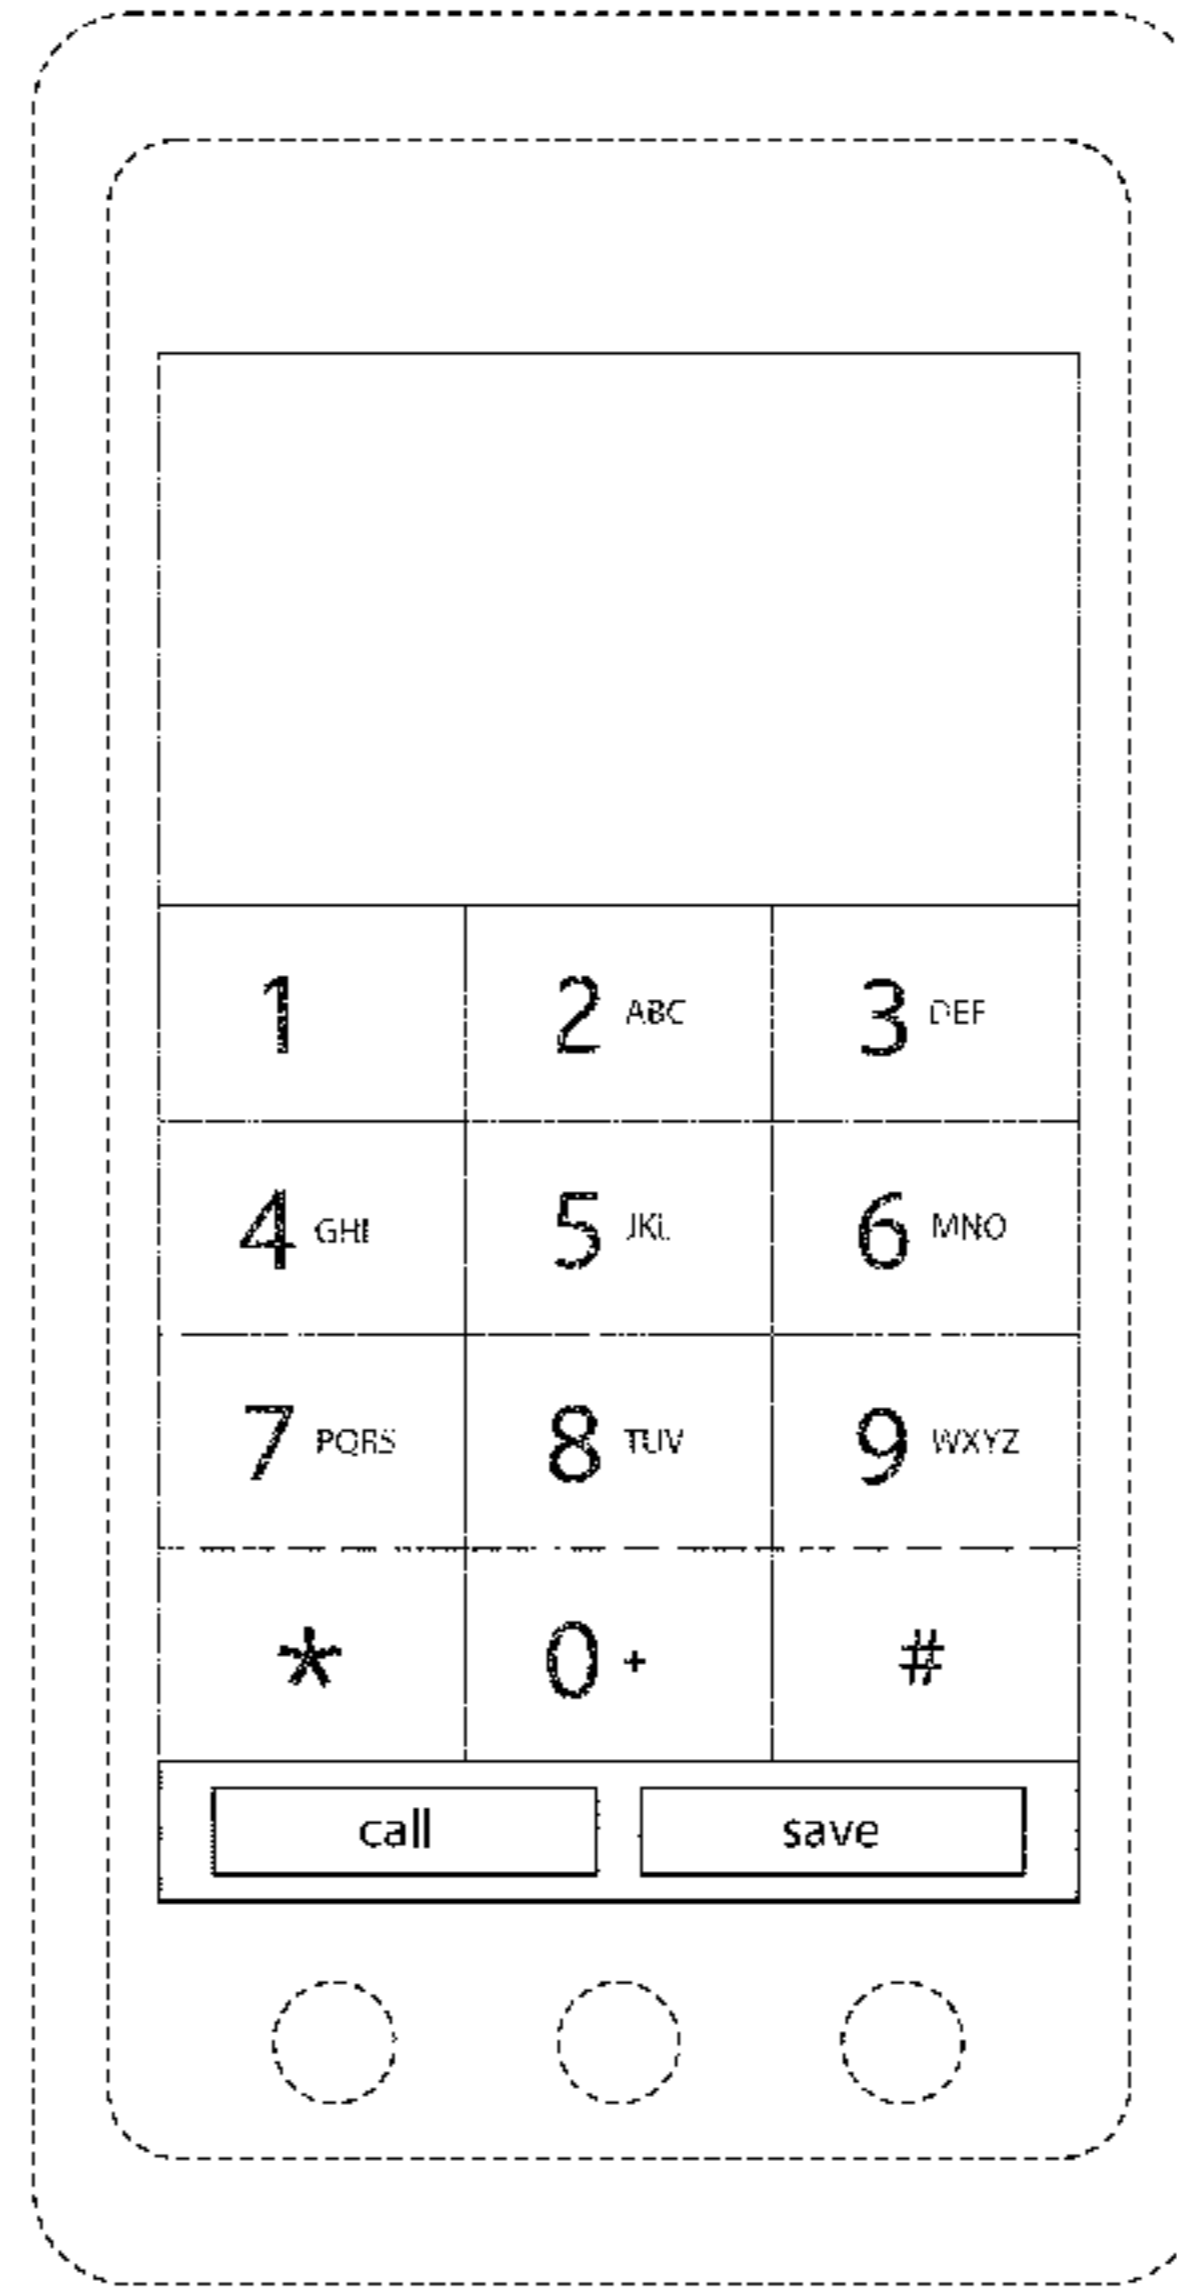 1 2 ABC 3 DEF
4 GHI 5 JKL 6 MNO
7 PQRS 8 TUV 9 WXYZ
* 0 + #
call save